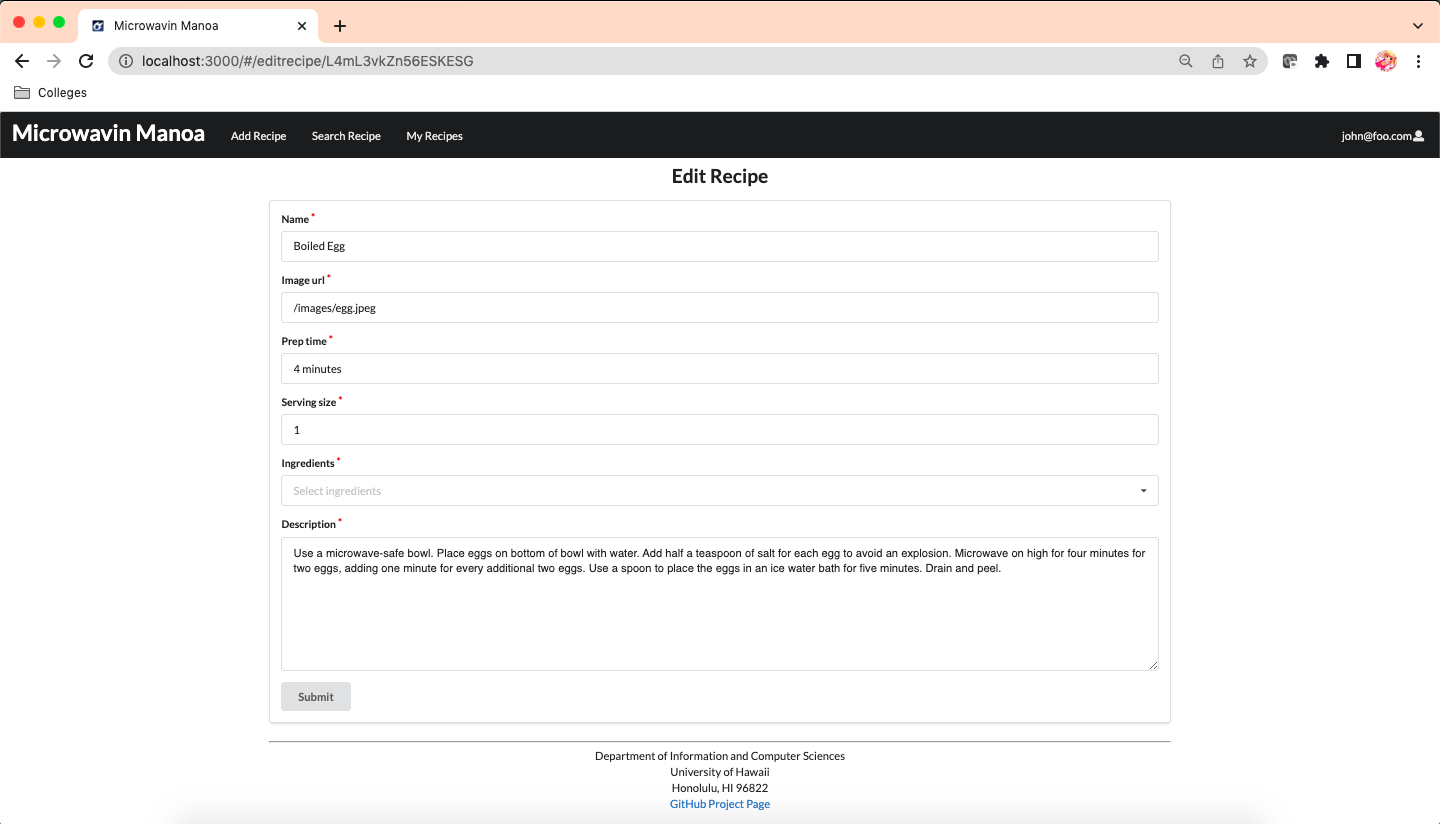 Microwavin Manoa
localhost:3000/#/editrecipe/L4mL3vkZn56ESKESG
Colleges
Microwavin Manoa Add Recipe Search Recipe My Recipes john@foo.com
Edit Recipe
Name *
Boiled Egg
Image url *
/images/egg.jpeg
Prep time *
4 minutes
Serving size *
1
Ingredients *
Select ingredients
Description *
Use a microwave-safe bowl. Place eggs on bottom of bowl with water. Add half a teaspoon of salt for each egg to avoid an explosion. Microwave on high for four minutes for
two eggs, adding one minute for every additional two eggs. Use a spoon to place the eggs in an ice water bath for five minutes. Drain and peel.
Submit
Department of Information and Computer Sciences
University of Hawaii
Honolulu, HI 96822
GitHub Project Page